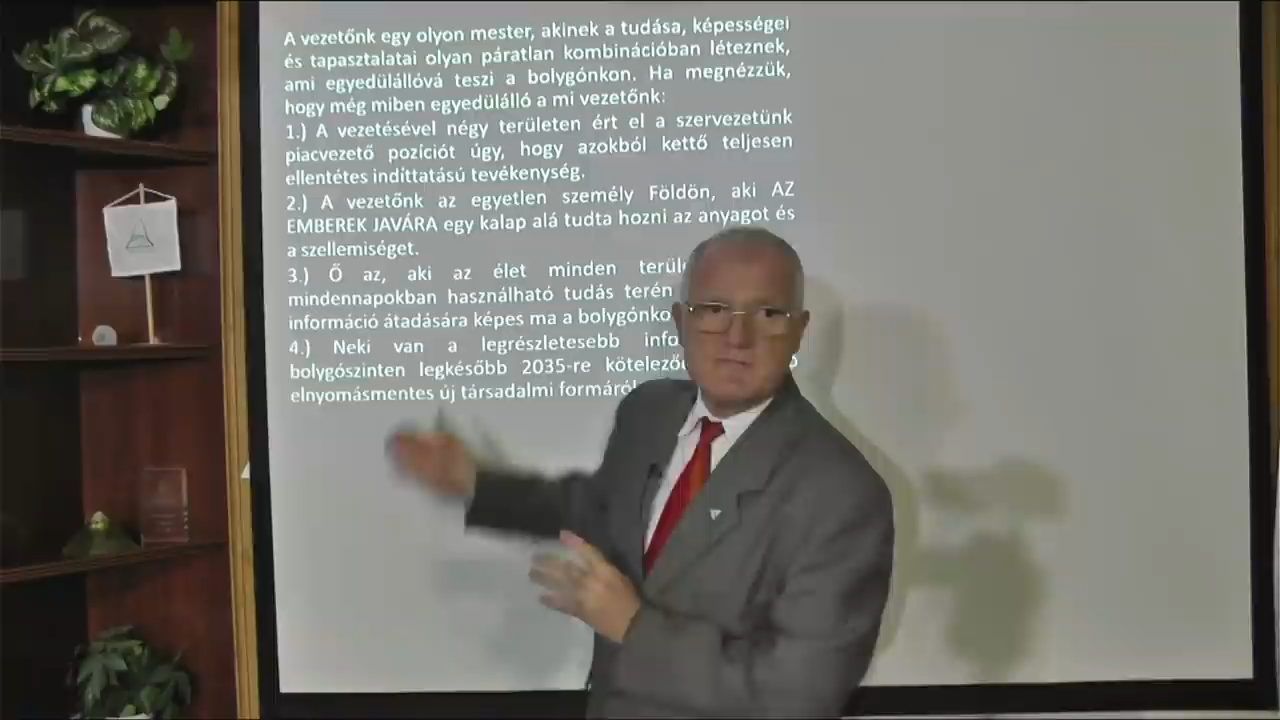 A vezetőnk egy olyon mester, akinek a tudása, képességei
és tapasztalatai olyan páratlan kombinációban léteznek,
ami egyedülállóvá teszi a bolygónkon. Ha megnézzük,
hogy még miben egyedülálló a mi vezetőnk:
1.) A vezetésével négy területen ért el a szervezetünk
piacvezető pozíciót úgy, hogy azokból kettő teljesen
ellentétes indíttatású tevékenység.
2.) A vezetőnk az egyetlen személy Földön, aki AZ
EMBEREK JAVÁRA egy kalap alá tudta hozni az anyagot és
a szellemiséget.
3.) Ő az, aki az élet minden
mindennapokban használható tudás terén
információ átadására képes ma a
4.) Neki van a legrészletesebb
bolygószinten legkésőbb 2035-re
elnyomásmentes új társadalmi